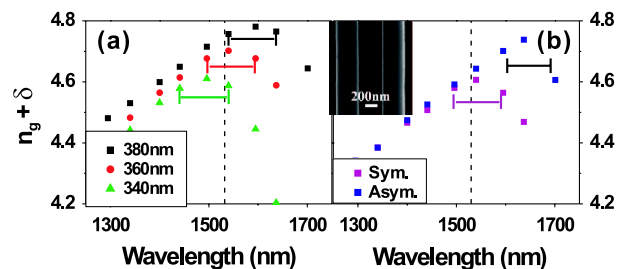 (a)
(b)
4.8
4.6
4.4
4.2
n_g + δ
380nm
360nm
340nm
1300 1400 1500 1600 1700
Wavelength (nm)
200nm
4.8
4.6
4.4
4.2
Sym.
Asym.
1300 1400 1500 1600 1700
Wavelength (nm)